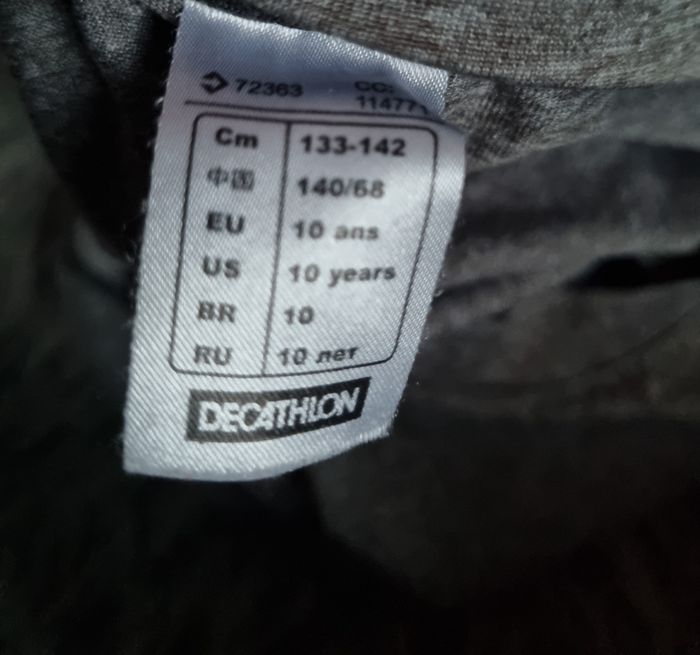 72363 CC:
11477
Cm 133-142
中国 140/68
EU 10 ans
US 10 years
BR 10
RU 10 лет
DECATHLON